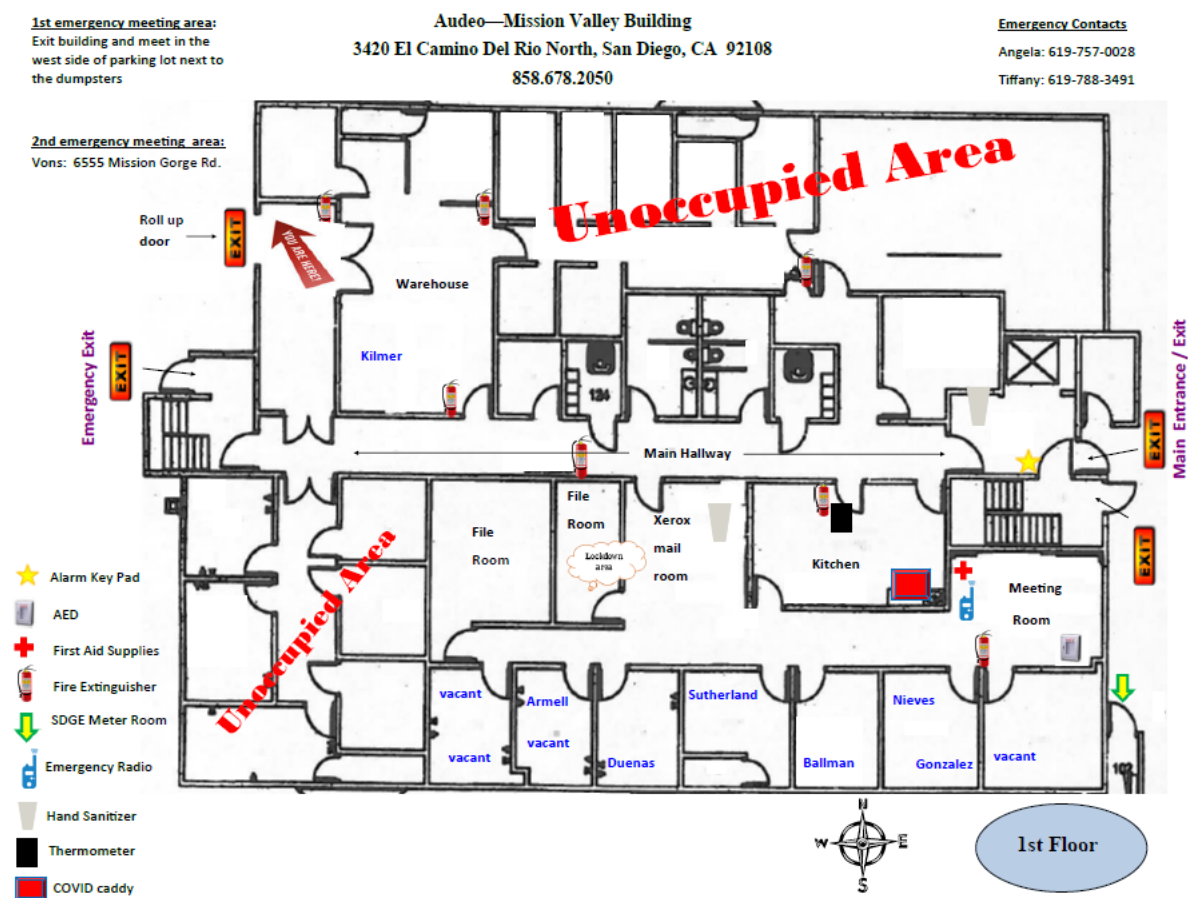 1st emergency meeting area:
Exit building and meet in the
west side of parking lot next to
the dumpsters
Audeo—Mission Valley Building
3420 El Camino Del Rio North, San Diego, CA 92108
858.678.2050
Emergency Contacts
Angela: 619-757-0028
Tiffany: 619-788-3491
2nd emergency meeting area:
Vons: 6555 Mission Gorge Rd.
Unoccupied Area
Roll up
door
EXIT
YOU ARE HERE!
Warehouse
Kilmer
Emergency Exit
EXIT
124
Main Hallway
EXIT
Main Entrance / Exit
EXIT
File
Room
File
Room
Lockdown
area
Xerox
mail
room
Kitchen
Meeting
Room
Unoccupied Area
vacant
vacant
Armell
vacant
Duenas
Sutherland
Ballman
Nieves
Gonzalez
vacant
102
Alarm Key Pad
AED
First Aid Supplies
Fire Extinguisher
SDGE Meter Room
Emergency Radio
Hand Sanitizer
Thermometer
COVID caddy
N
W
E
S
1st Floor